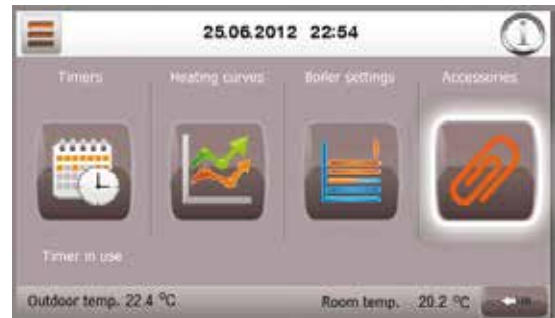 25.06.2012 22:54
Timers Heating curves Boiler settings Accessories
Timer in use
Outdoor temp. 22.4 °C Room temp. 20.2 °C